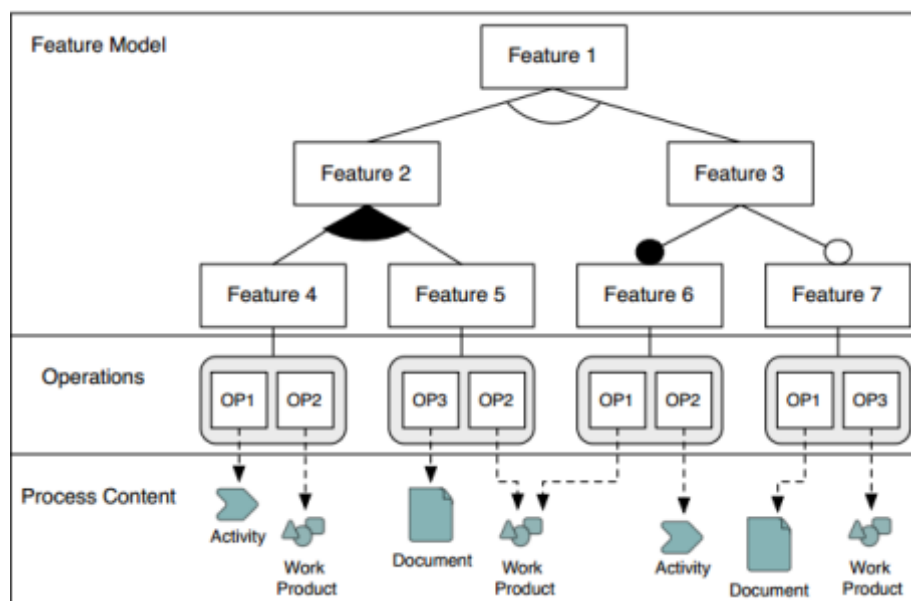 Feature Model
Feature 1
Feature 2
Feature 3
Feature 4
Feature 5
Feature 6
Feature 7
Operations
OP1
OP2
OP3
OP2
OP1
OP2
OP1
OP3
Process Content
Activity
Work
Product
Document
Work
Product
Activity
Document
Work
Product